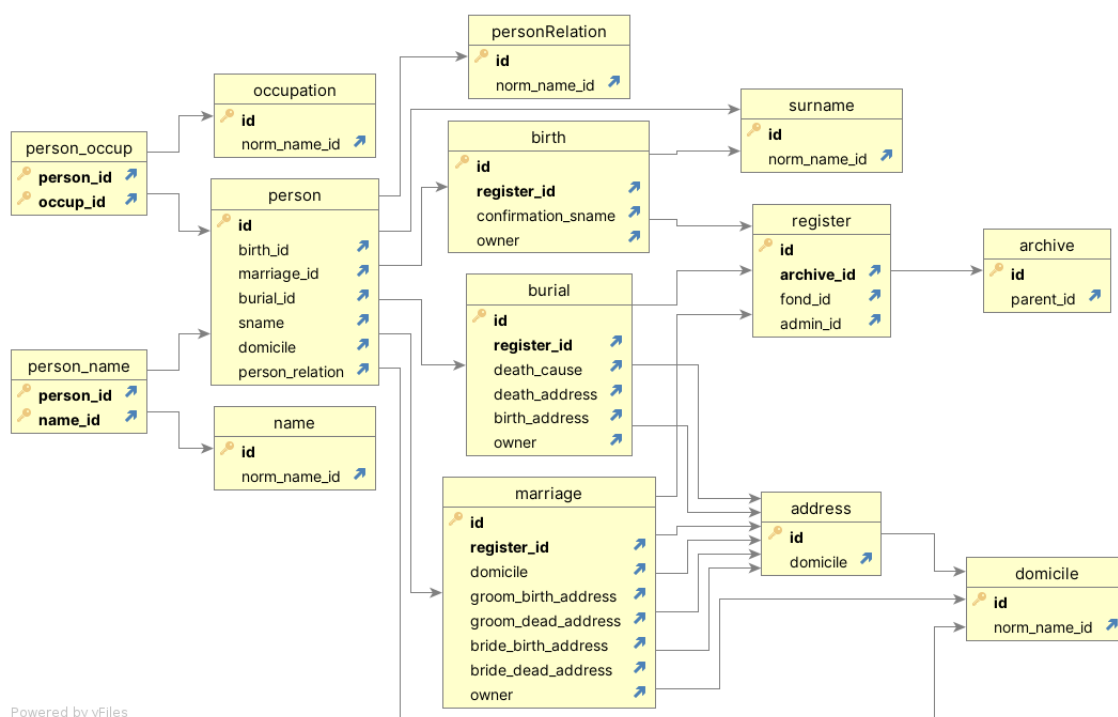 personRelation
id
norm_name_id
occupation
id
norm_name_id
surname
id
norm_name_id
person_occup
person_id
occup_id
birth
id
register_id
confirmation_sname
owner
person
id
birth_id
marriage_id
burial_id
sname
domicile
person_relation
register
id
archive_id
fond_id
admin_id
archive
id
parent_id
burial
id
register_id
death_cause
death_address
birth_address
owner
person_name
person_id
name_id
name
id
norm_name_id
marriage
id
register_id
domicile
groom_birth_address
groom_dead_address
bride_birth_address
bride_dead_address
owner
address
id
domicile
domicile
id
norm_name_id
Powered by yFiles